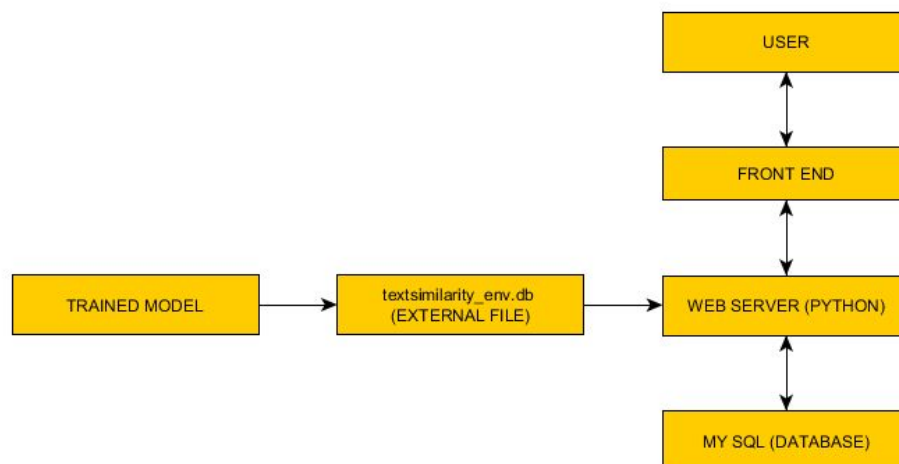 USER
FRONT END
TRAINED MODEL
textsimilarity_env.db
(EXTERNAL FILE)
WEB SERVER (PYTHON)
MY SQL (DATABASE)